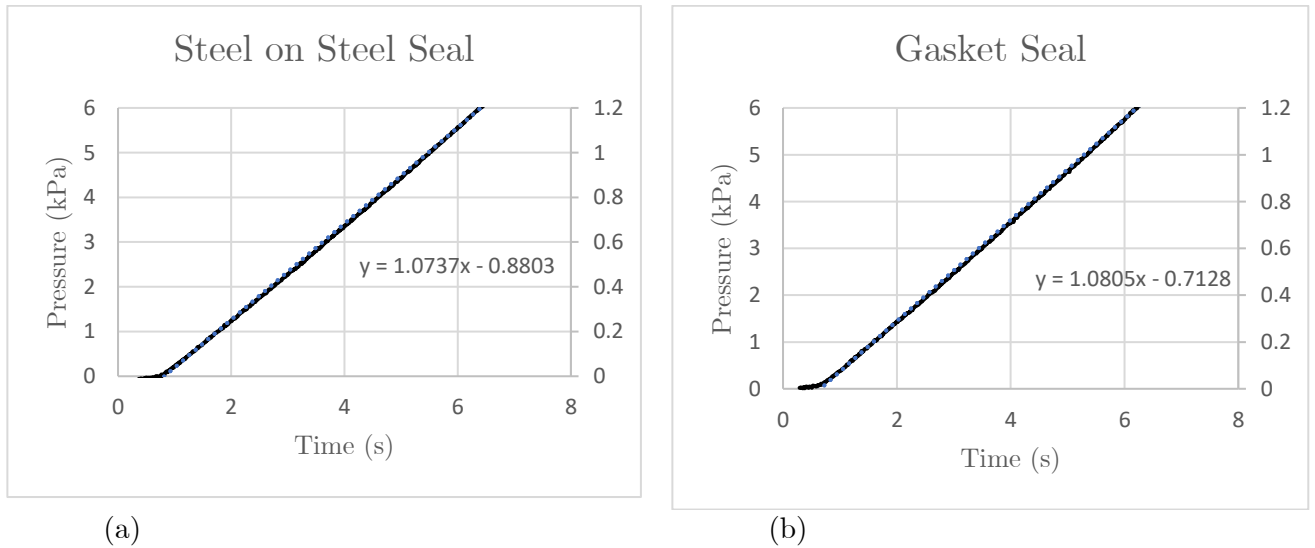 Steel on Steel Seal
6
5
4
3
2
1
0
Pressure (kPa)
1.2
1
0.8
0.6
0.4
0.2
0
y = 1.0737x - 0.8803
0 2 4 6 8
Time (s)
(a)
Gasket Seal
6
5
4
3
2
1
0
Pressure (kPa)
1.2
1
0.8
0.6
0.4
0.2
0
y = 1.0805x - 0.7128
0 2 4 6 8
Time (s)
(b)